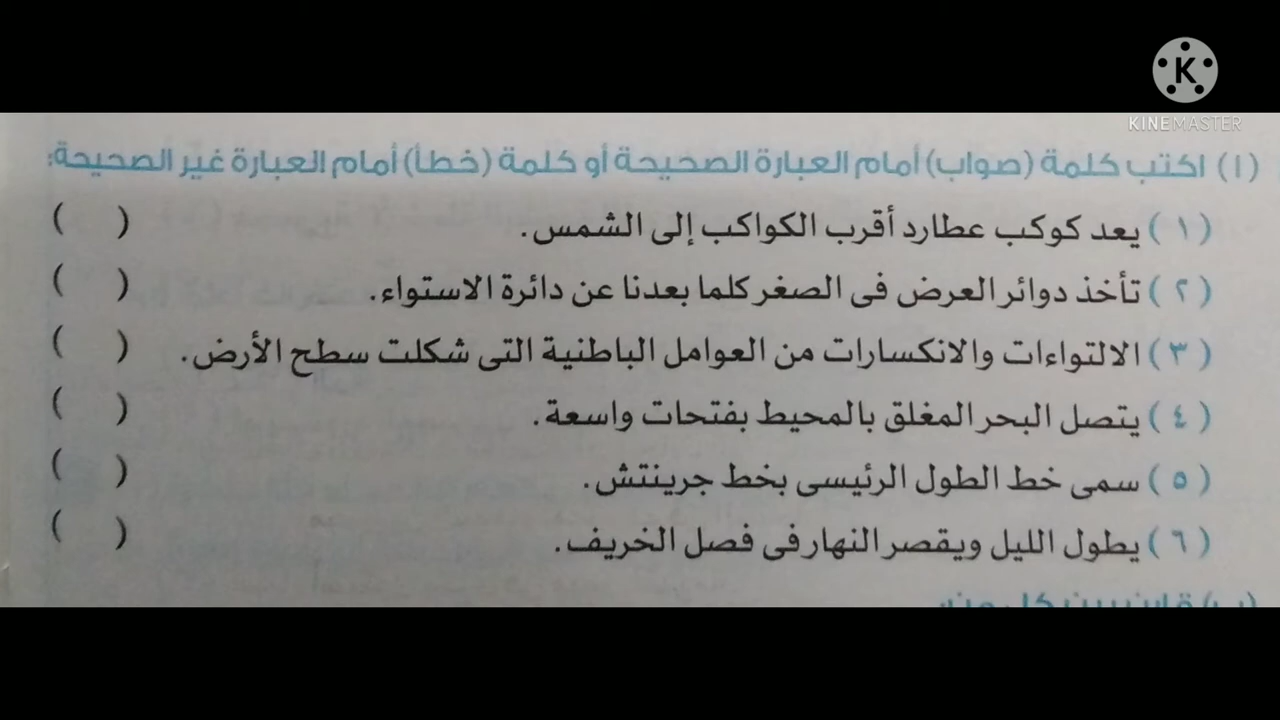 K
KINEMASTER
(أ) اكتب كلمة (صواب) أمام العبارة الصحيحة أو كلمة (خطأ) أمام العبارة غير الصحيحة:
(١) يعد كوكب عطارد أقرب الكواكب إلى الشمس. ( )
(٢) تأخذ دوائر العرض فى الصغر كلما بعدنا عن دائرة الاستواء. ( )
(٣) الالتواءات والانكسارات من العوامل الباطنية التى شكلت سطح الأرض. ( )
(٤) يتصل البحر المغلق بالمحيط بفتحات واسعة. ( )
(٥) سمى خط الطول الرئيسى بخط جرينتش. ( )
(٦) يطول الليل ويقصر النهار فى فصل الخريف. ( )